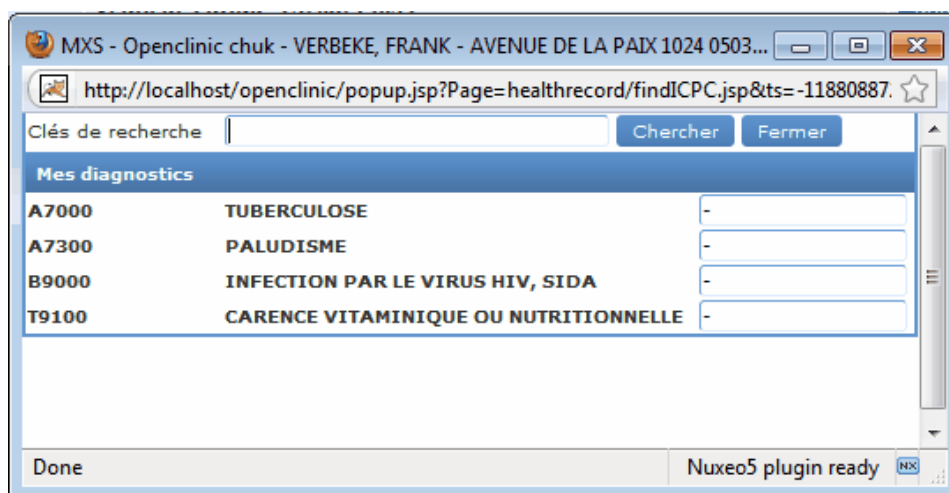 MXS - Openclinic chuk - VERBEKE, FRANK - AVENUE DE LA PAIX 1024 0503...
http://localhost/openclinic/popup.jsp?Page=healthrecord/findICPC.jsp&ts=-11880887.
Clés de recherche Chercher Fermer
Mes diagnostics
A7000 TUBERCULOSE -
A7300 PALUDISME -
B9000 INFECTION PAR LE VIRUS HIV, SIDA -
T9100 CARENCE VITAMINIQUE OU NUTRITIONNELLE -
Done Nuxeo5 plugin ready NX